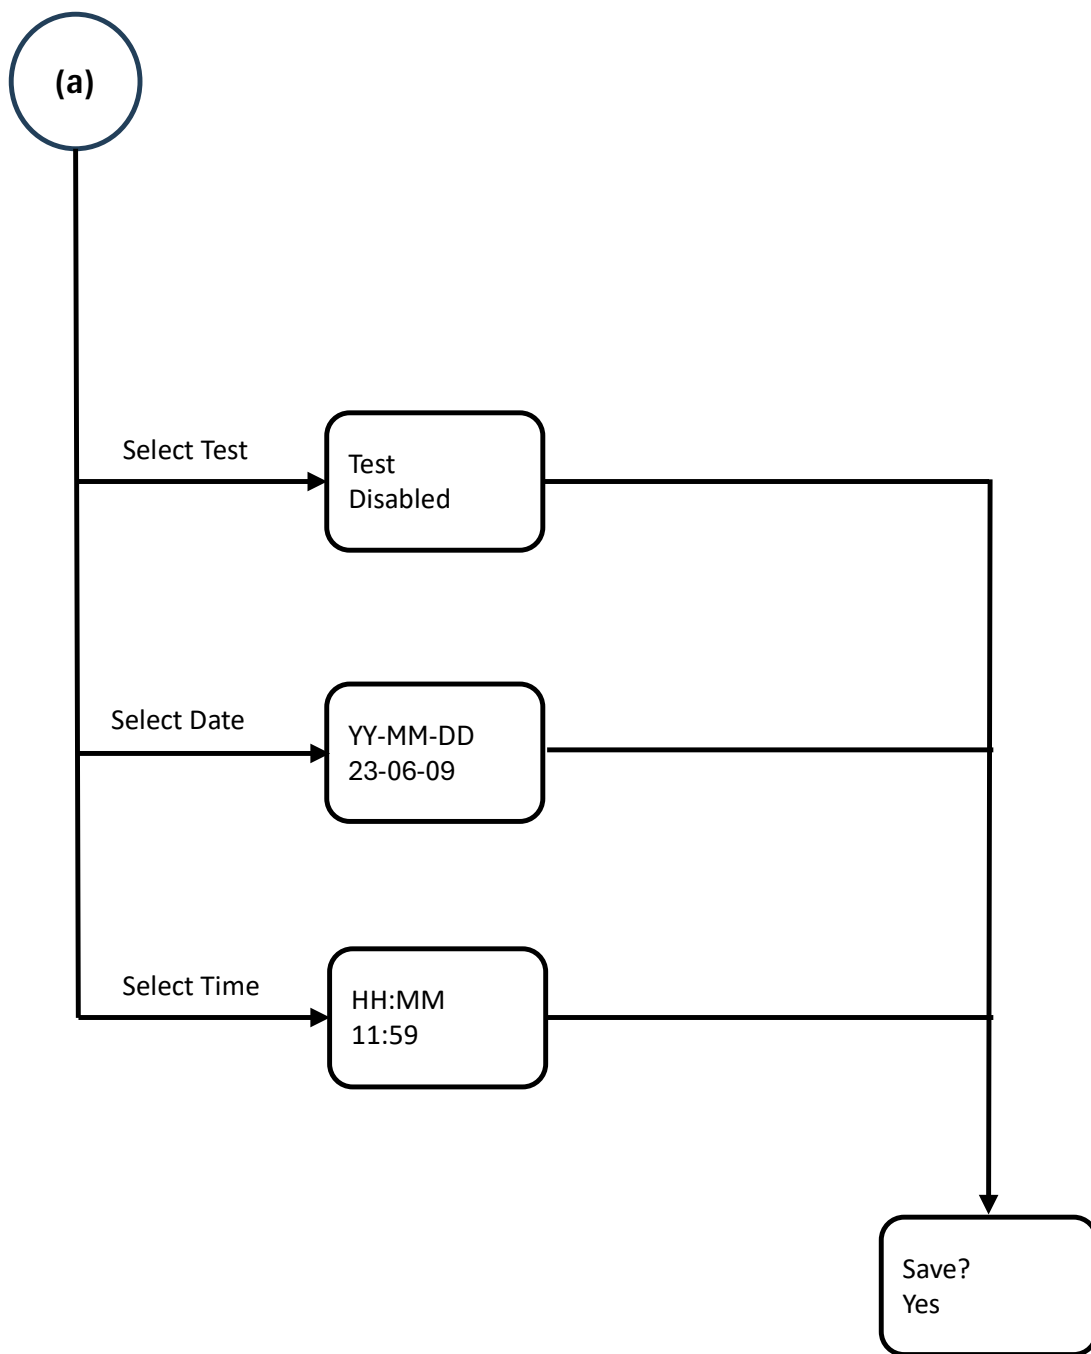 (a)
Select Test
Test
Disabled
Select Date
YY-MM-DD
23-06-09
Select Time
HH:MM
11:59
Save?
Yes